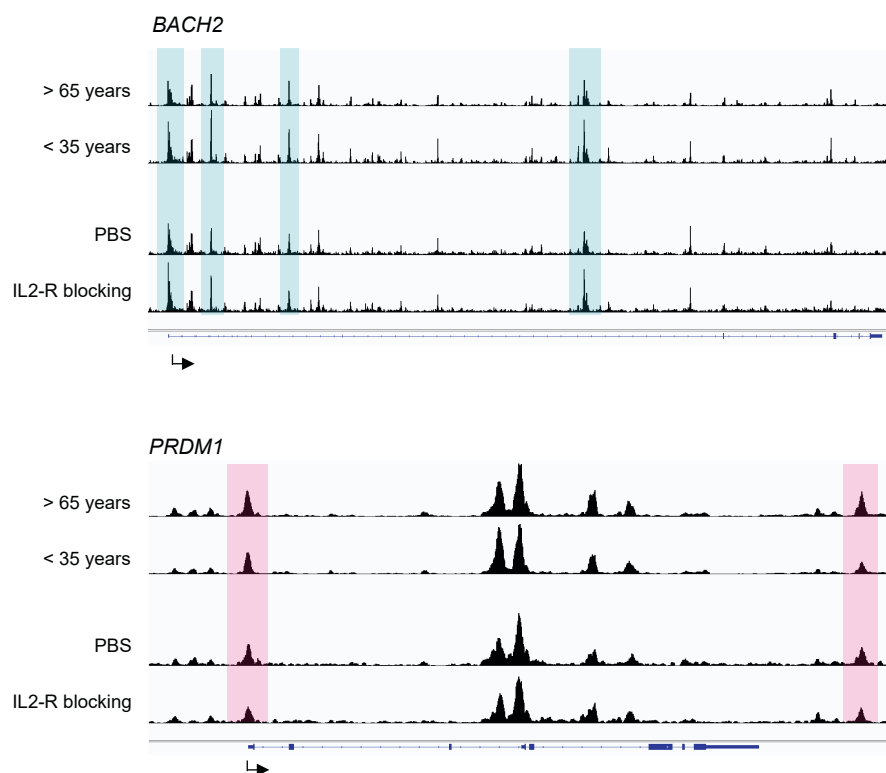 BACH2
> 65 years
< 35 years
PBS
IL2-R blocking
PRDM1
> 65 years
< 35 years
PBS
IL2-R blocking